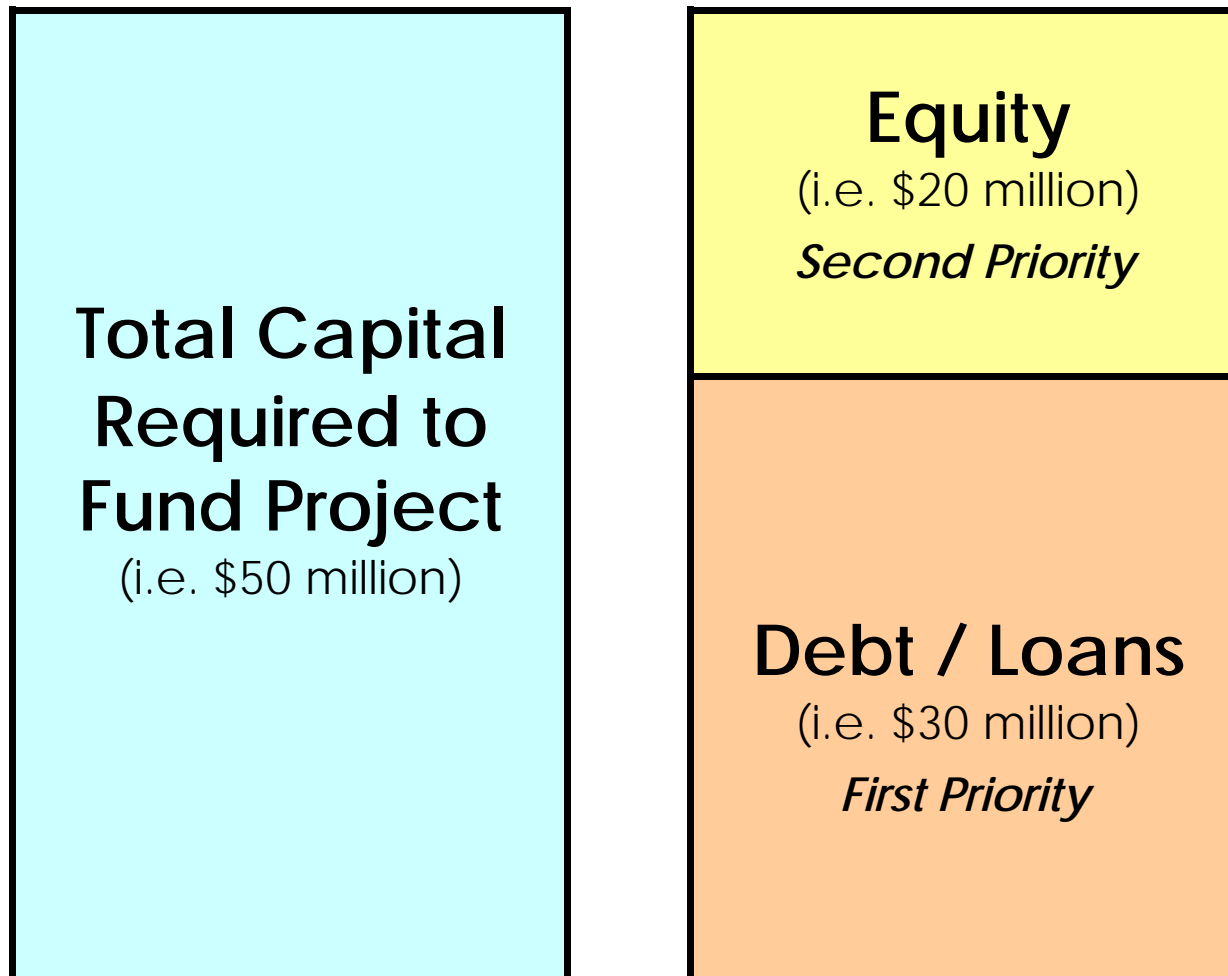 Total Capital
Required to
Fund Project
(i.e. $50 million)
Equity
(i.e. $20 million)
Second Priority
Debt / Loans
(i.e. $30 million)
First Priority